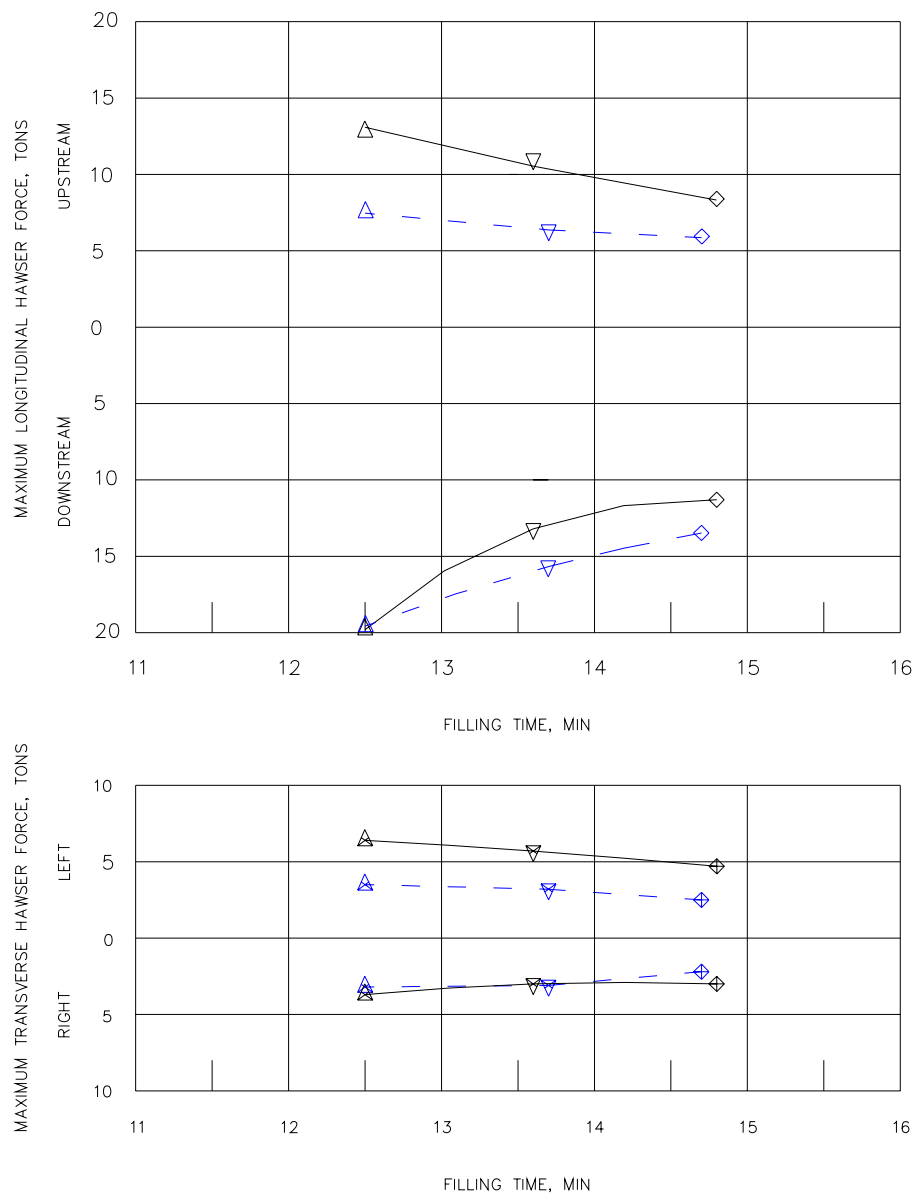 MAXIMUM LONGITUDINAL HAWSER FORCE, TONS
UPSTREAM
DOWNSTREAM
20
15
10
5
0
5
10
15
20
11 12 13 14 15 16
FILLING TIME, MIN
MAXIMUM TRANSVERSE HAWSER FORCE, TONS
LEFT
RIGHT
10
5
0
5
10
11 12 13 14 15 16
FILLING TIME, MIN